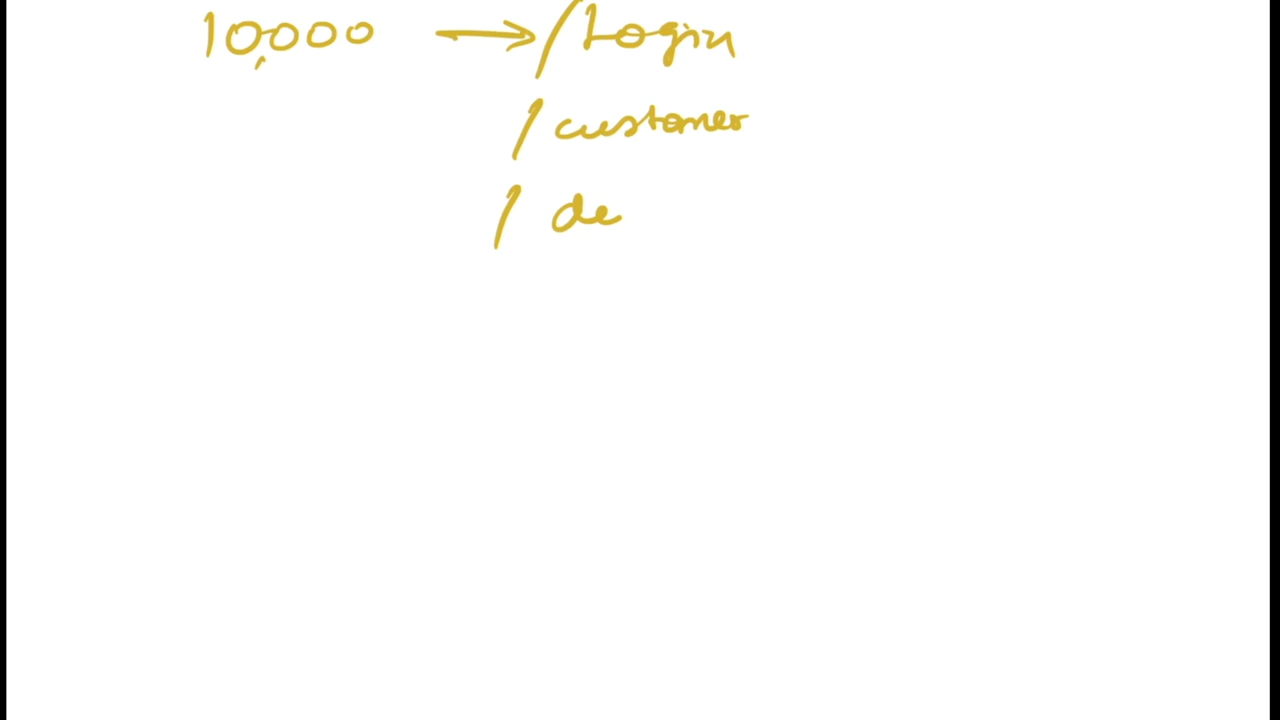 10,000 → /Login
/customer
/de